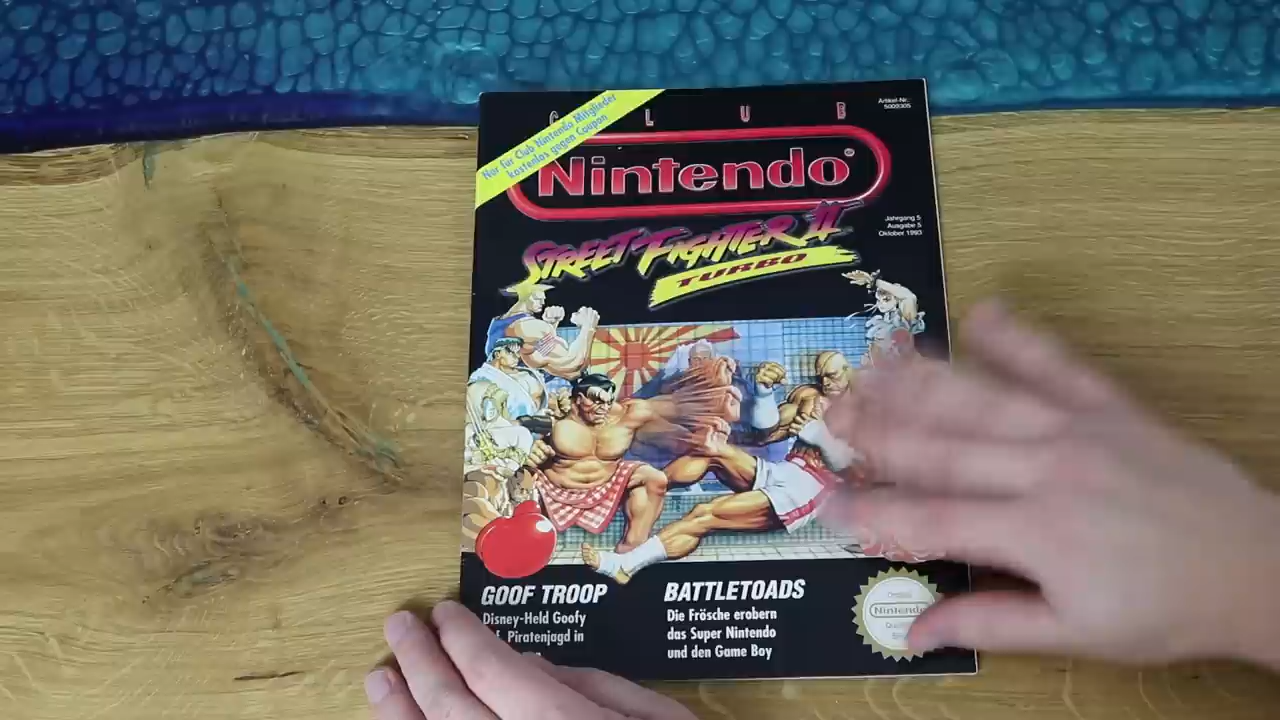 CLUB
Artikel-Nr.:
5009305
Nur für Club Nintendo Mitglieder
kostenlos gegen Coupon
Nintendo®
Jahrgang 5
Ausgabe 5
Oktober 1993
STREET FIGHTER II
TURBO
GOOF TROOP
Disney-Held Goofy
Piratenjagd in
BATTLETOADS
Die Frösche erobern
das Super Nintendo
und den Game Boy
Nintendo